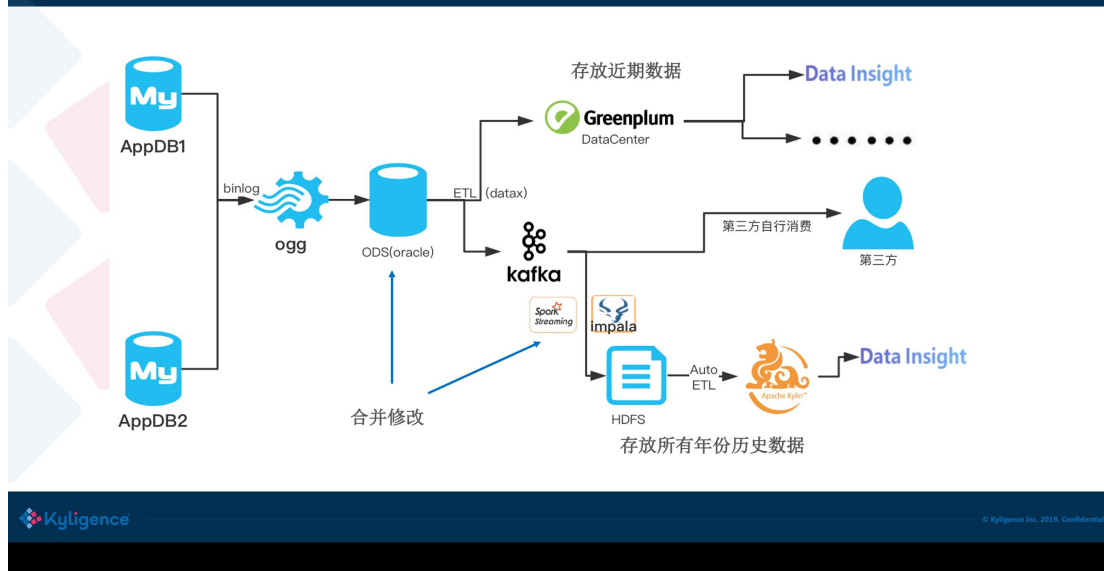 存放近期数据
Data Insight
My
AppDB1
Greenplum
DataCenter
binlog
ETL (datax)
ogg
ODS(oracle)
kafka
第三方自行消费
第三方
Spark
Streaming
impala
My
AppDB2
合并修改
HDFS
Auto
ETL
Apache Kylin™
Data Insight
存放所有年份历史数据
Kyligence
© Kyligence Inc. 2019, Confidential